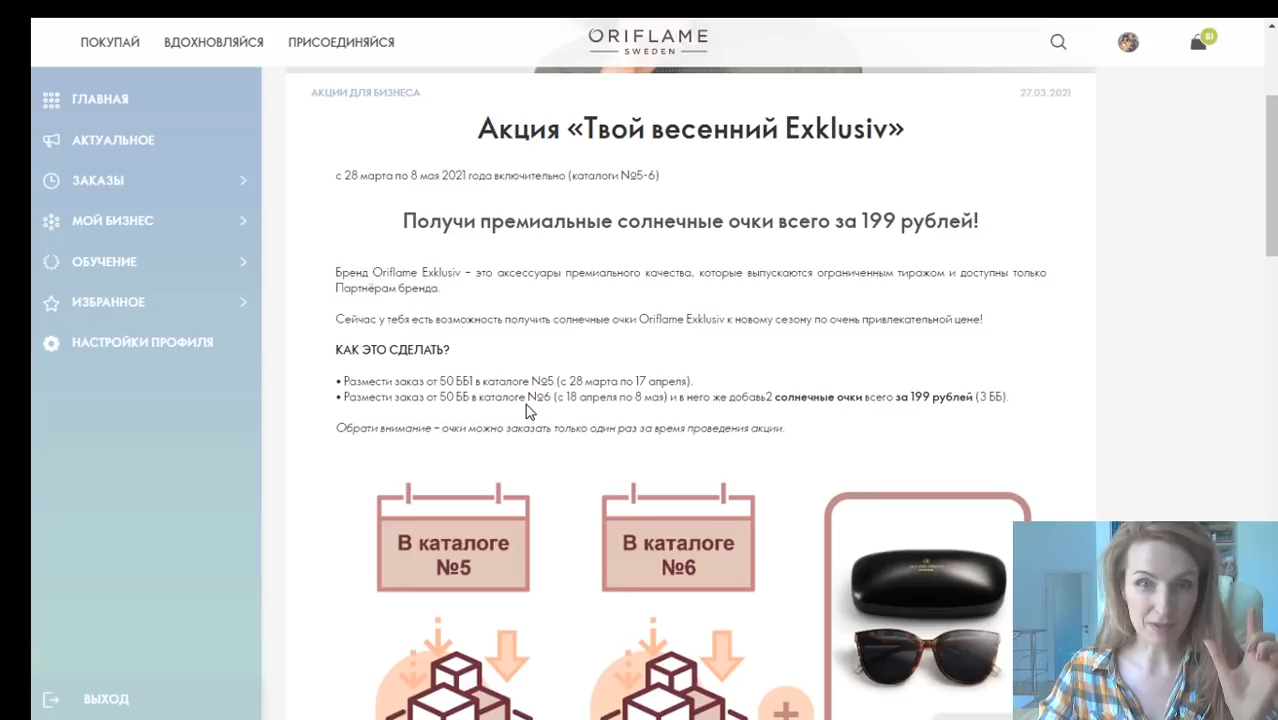 ПОКУПАЙ ВДОХНОВЛЯЙСЯ ПРИСОЕДИНЯЙСЯ
ORIFLAME
SWEDEN
81
ГЛАВНАЯ
АКТУАЛЬНОЕ
ЗАКАЗЫ
МОЙ БИЗНЕС
ОБУЧЕНИЕ
ИЗБРАННОЕ
НАСТРОЙКИ ПРОФИЛЯ
ВЫХОД
АКЦИИ ДЛЯ БИЗНЕСА 27.03.2021
Акция «Твой весенний Exklusiv»
с 28 марта по 8 мая 2021 года включительно (каталоги №5-6)
Получи премиальные солнечные очки всего за 199 рублей!
Бренд Oriflame Exklusiv – это аксессуары премиального качества, которые выпускаются ограниченным тиражом и доступны только
Партнёрам бренда.
Сейчас у тебя есть возможность получить солнечные очки Oriflame Exklusiv к новому сезону по очень привлекательной цене!
КАК ЭТО СДЕЛАТЬ?
• Размести заказ от 50 ББ1 в каталоге №5 (с 28 марта по 17 апреля).
• Размести заказ от 50 ББ в каталоге №6 (с 18 апреля по 8 мая) и в него же добавь2 солнечные очки всего за 199 рублей (3 ББ).
Обрати внимание – очки можно заказать только один раз за время проведения акции.
В каталоге
№5
В каталоге
№6